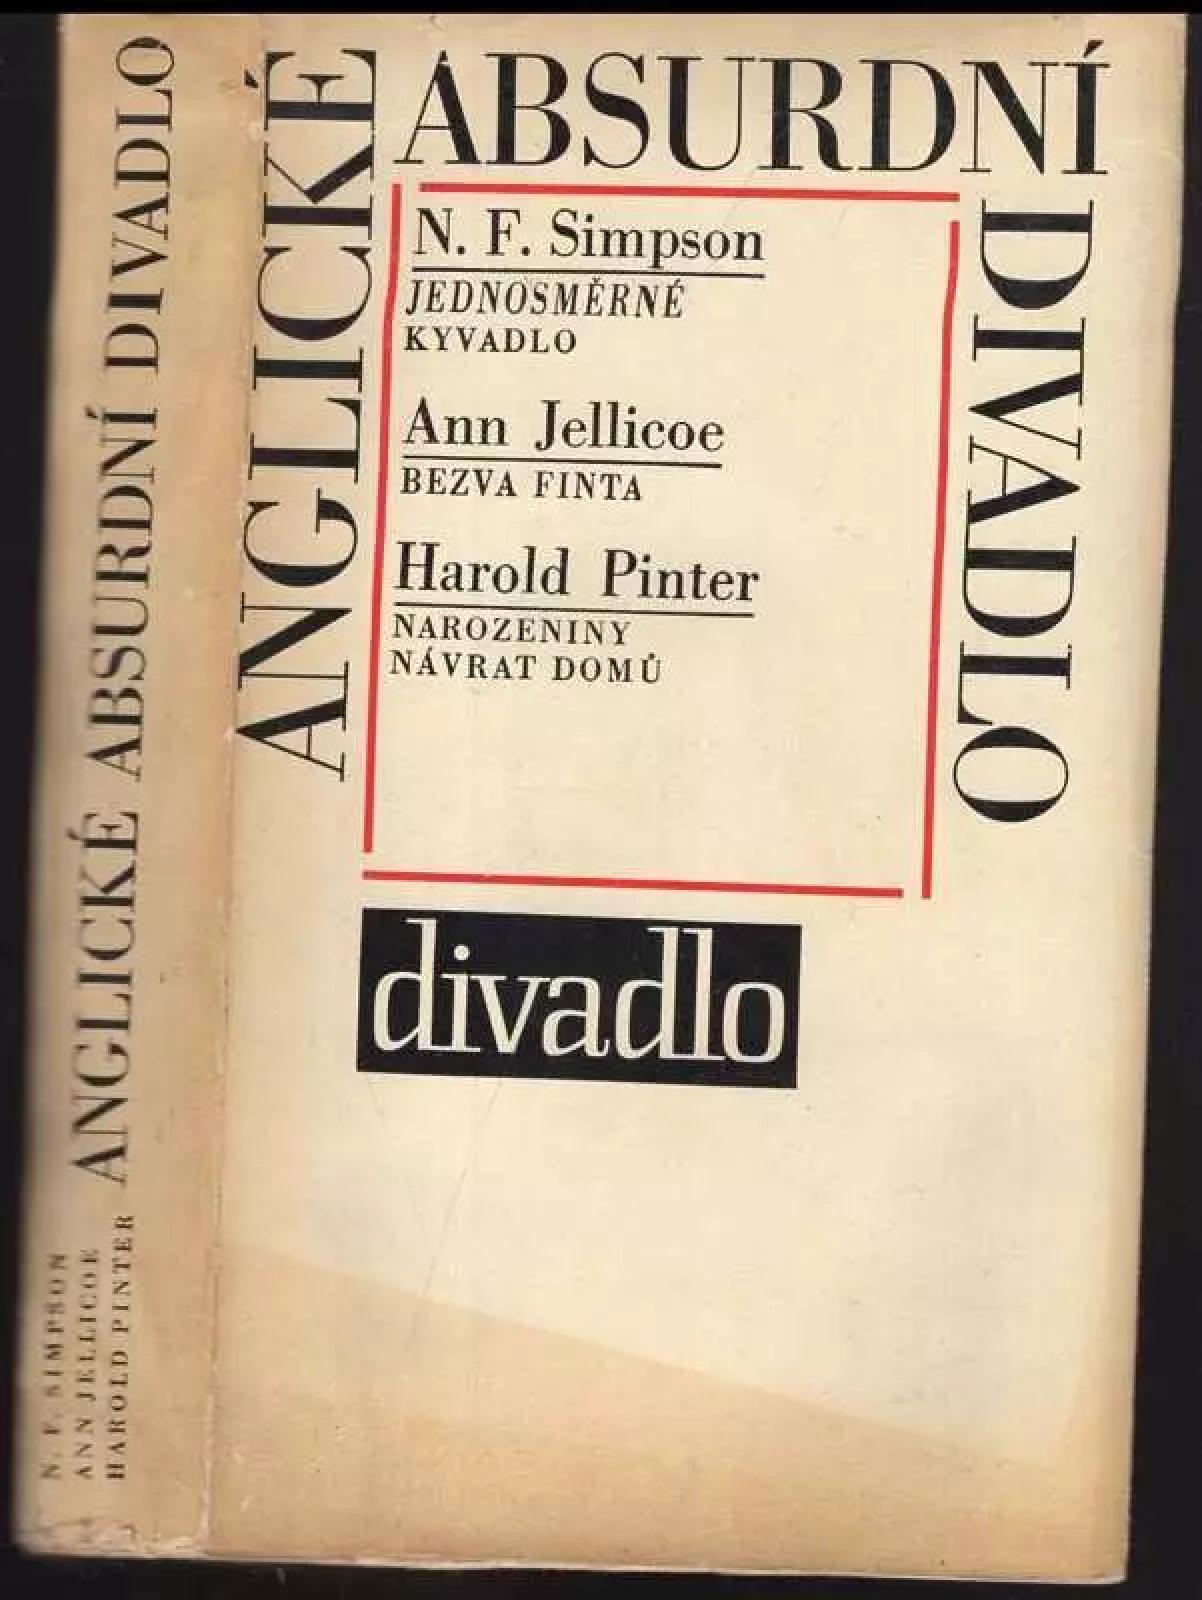 ANGLICKÉ
ABSURDNÍ
DIVADLO
N. F. Simpson
JEDNOSMĚRNÉ
KYVADLO
Ann Jellicoe
BEZVA FINTA
Harold Pinter
NAROZENINY
NÁVRAT DOMŮ
divadlo
N. F. SIMPSON
ANN JELLICOE
HAROLD PINTER
ANGLICKÉ ABSURDNÍ DIVADLO